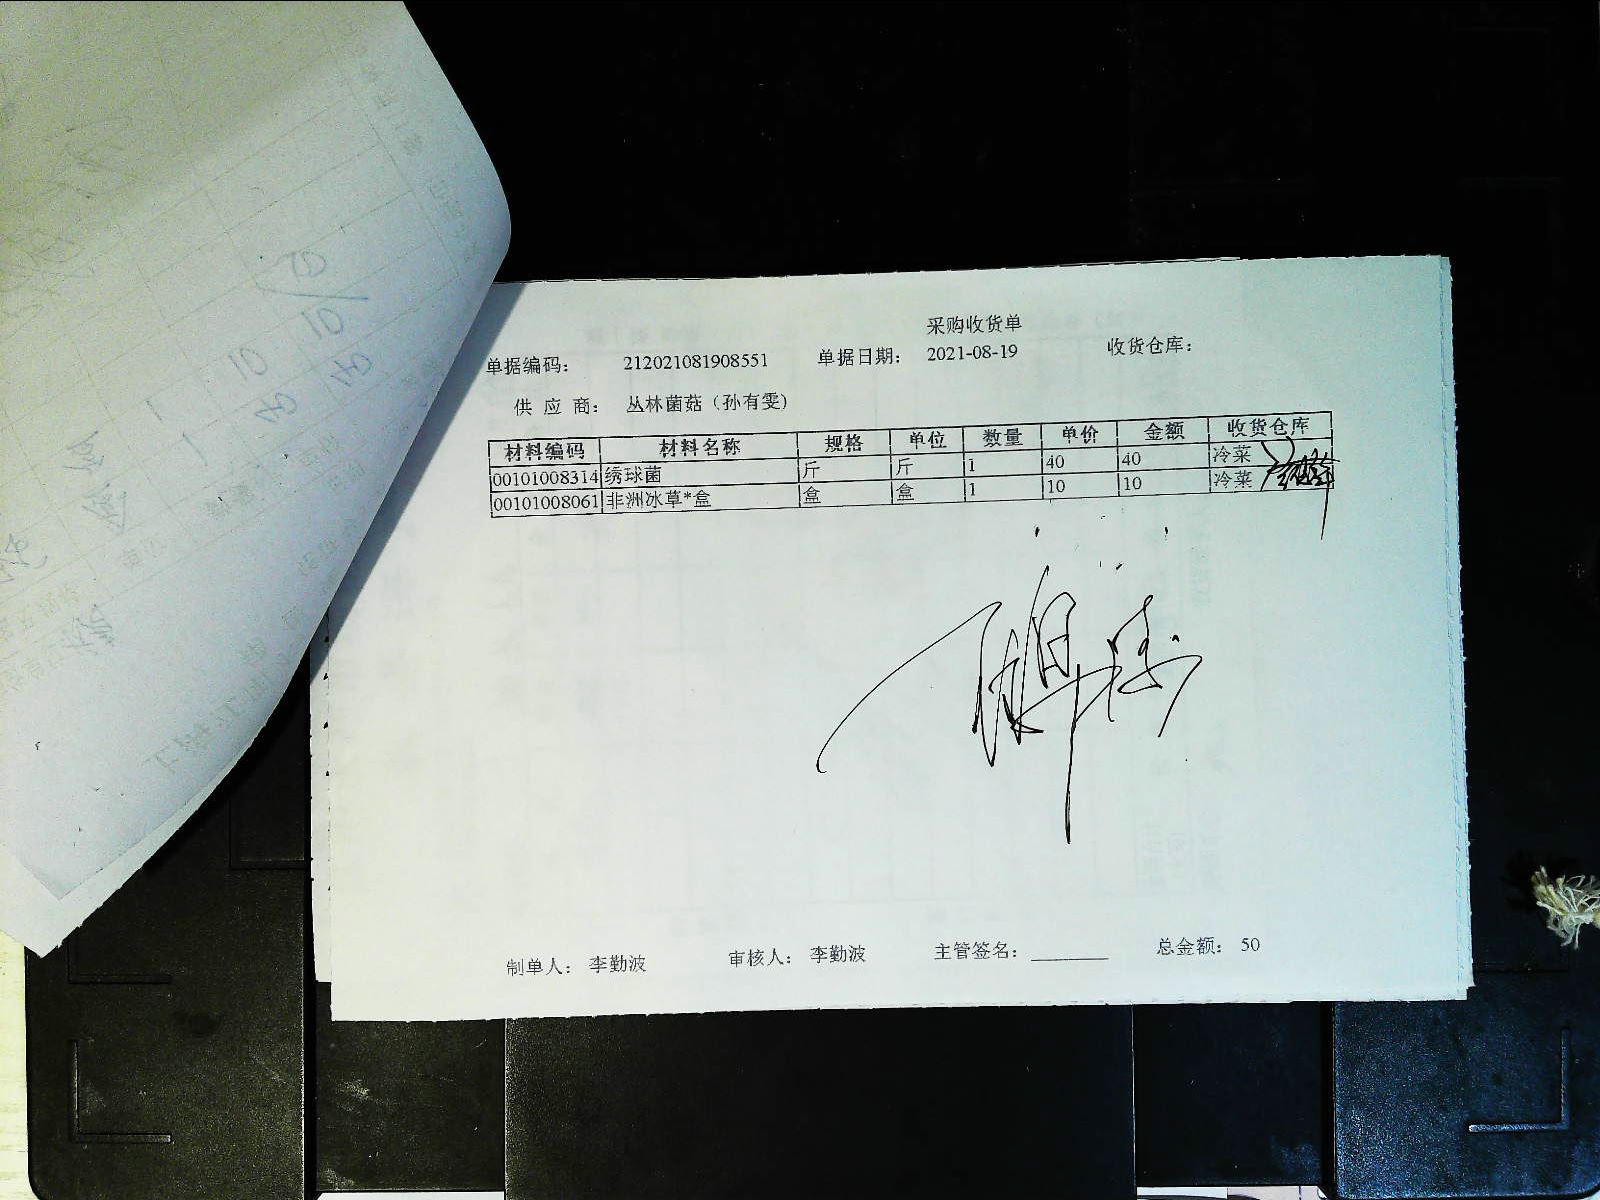 采购收货单
单据编码： 212021081908551 单据日期： 2021-08-19 收货仓库：
供 应 商： 丛林菌菇（孙有雯）
材料编码 材料名称 规格 单位 数量 单价 金额 收货仓库
00101008314 绣球菌 斤 斤 1 40 40 冷菜
00101008061 非洲冰草*盒 盒 盒 1 10 10 冷菜
制单人： 李勤波 审核人： 李勤波 主管签名： ________ 总金额： 50